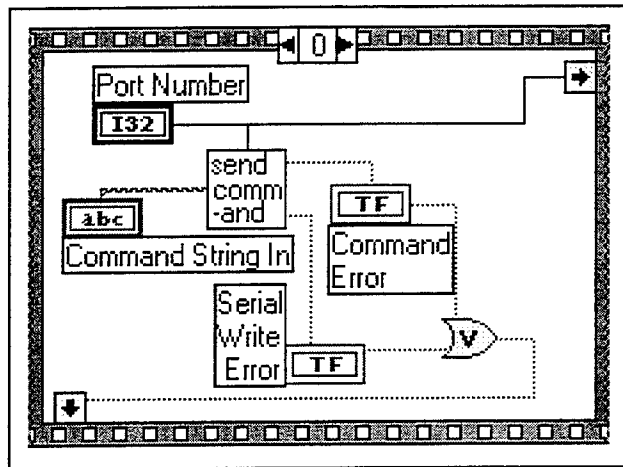 0
Port Number
I32
send
comm
-and
abc
TF
Command String In
Command
Error
Serial
Write
Error
TF
V